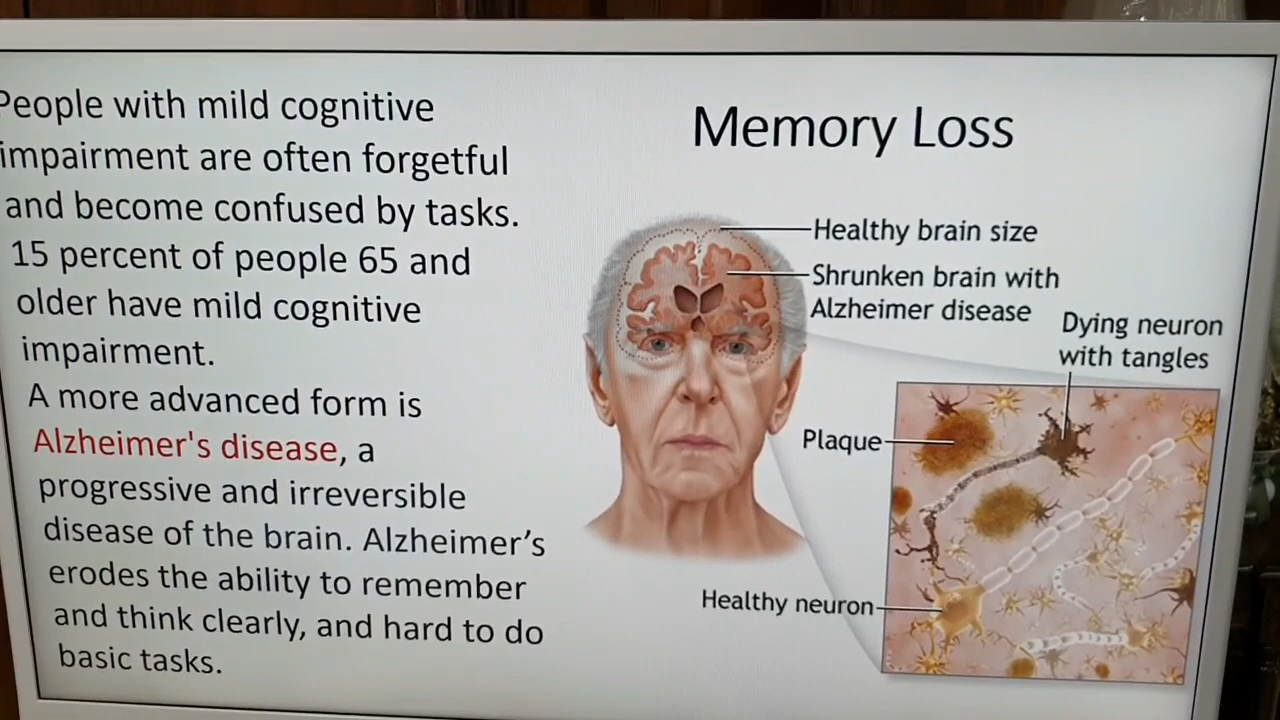 People with mild cognitive
impairment are often forgetful
and become confused by tasks.
15 percent of people 65 and
older have mild cognitive
impairment.
A more advanced form is
Alzheimer's disease, a
progressive and irreversible
disease of the brain. Alzheimer’s
erodes the ability to remember
and think clearly, and hard to do
basic tasks.
Memory Loss
Healthy brain size
Shrunken brain with
Alzheimer disease
Dying neuron
with tangles
Plaque
Healthy neuron